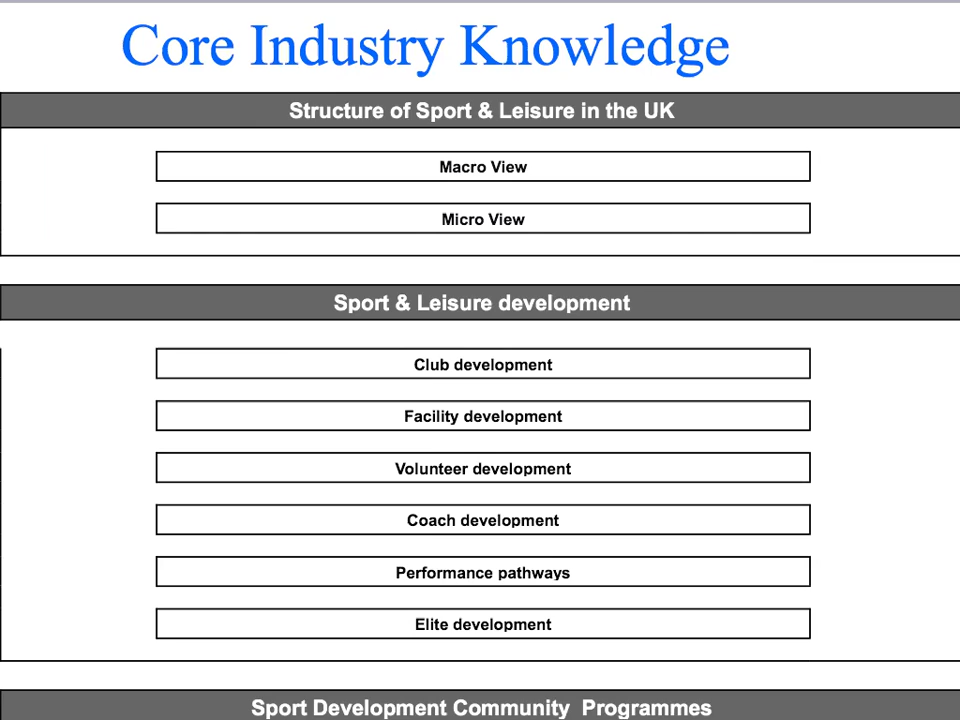 Core Industry Knowledge
Structure of Sport & Leisure in the UK
Macro View
Micro View
Sport & Leisure development
Club development
Facility development
Volunteer development
Coach development
Performance pathways
Elite development
Sport Development Community  Programmes